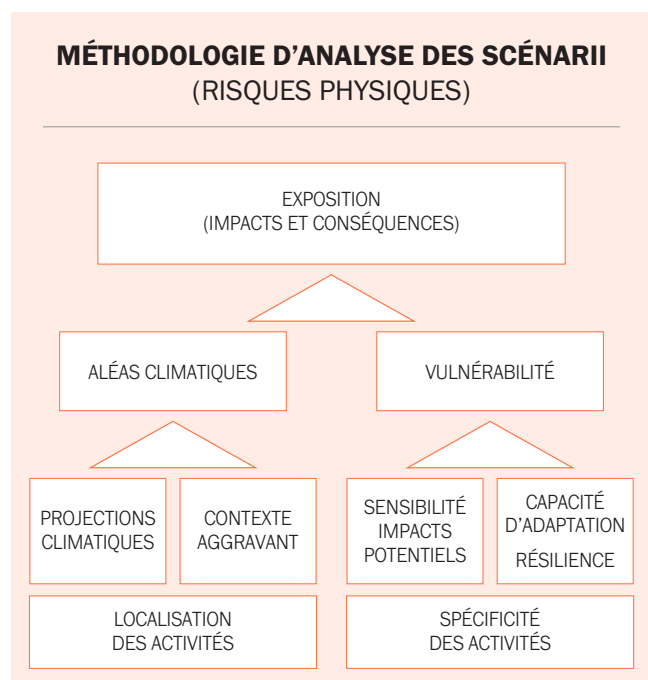 MÉTHODOLOGIE D'ANALYSE DES SCÉNARII
(RISQUES PHYSIQUES)
EXPOSITION
(IMPACTS ET CONSÉQUENCES)
ALÉAS CLIMATIQUES
VULNÉRABILITÉ
PROJECTIONS
CLIMATIQUES
CONTEXTE
AGGRAVANT
SENSIBILITÉ
IMPACTS
POTENTIELS
CAPACITÉ
D'ADAPTATION
RÉSILIENCE
LOCALISATION
DES ACTIVITÉS
SPÉCIFICITÉ
DES ACTIVITÉS